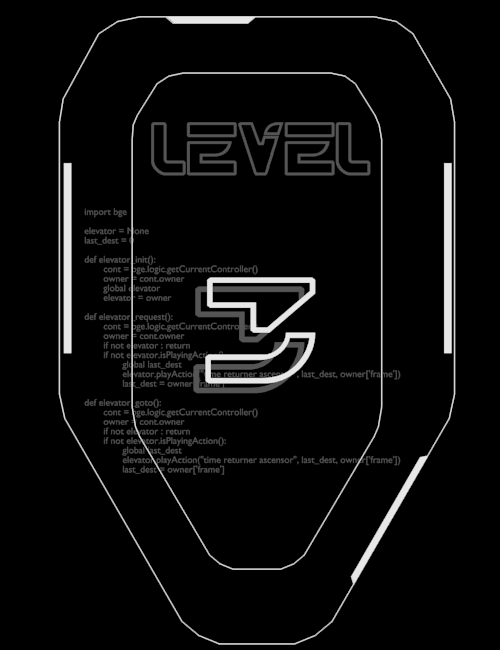 LEVEL
import bge
elevator = None
last_dest = 0
def elevator_init():
cont = bge.logic.getCurrentController()
owner = cont.owner
global elevator
elevator = owner
def elevator_request():
cont = bge.logic.getCurrentController()
owner = cont.owner
if not elevator : return
if not elevator.isPlayingAction():
global last_dest
elevator.playAction("time returner ascensor", last_dest, owner['frame'])
last_dest = owner['frame']
def elevator_goto():
cont = bge.logic.getCurrentController()
owner = cont.owner
if not elevator : return
if not elevator.isPlayingAction():
global last_dest
elevator.playAction("time returner ascensor", last_dest, owner['frame'])
last_dest = owner['frame']
3